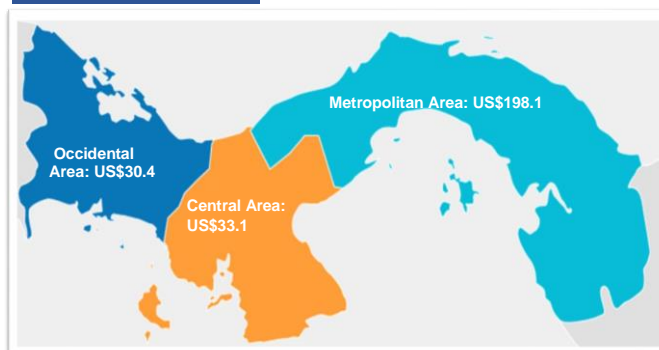 Metropolitan Area: US$198.1
Occidental
Area: US$30.4
Central Area:
US$33.1